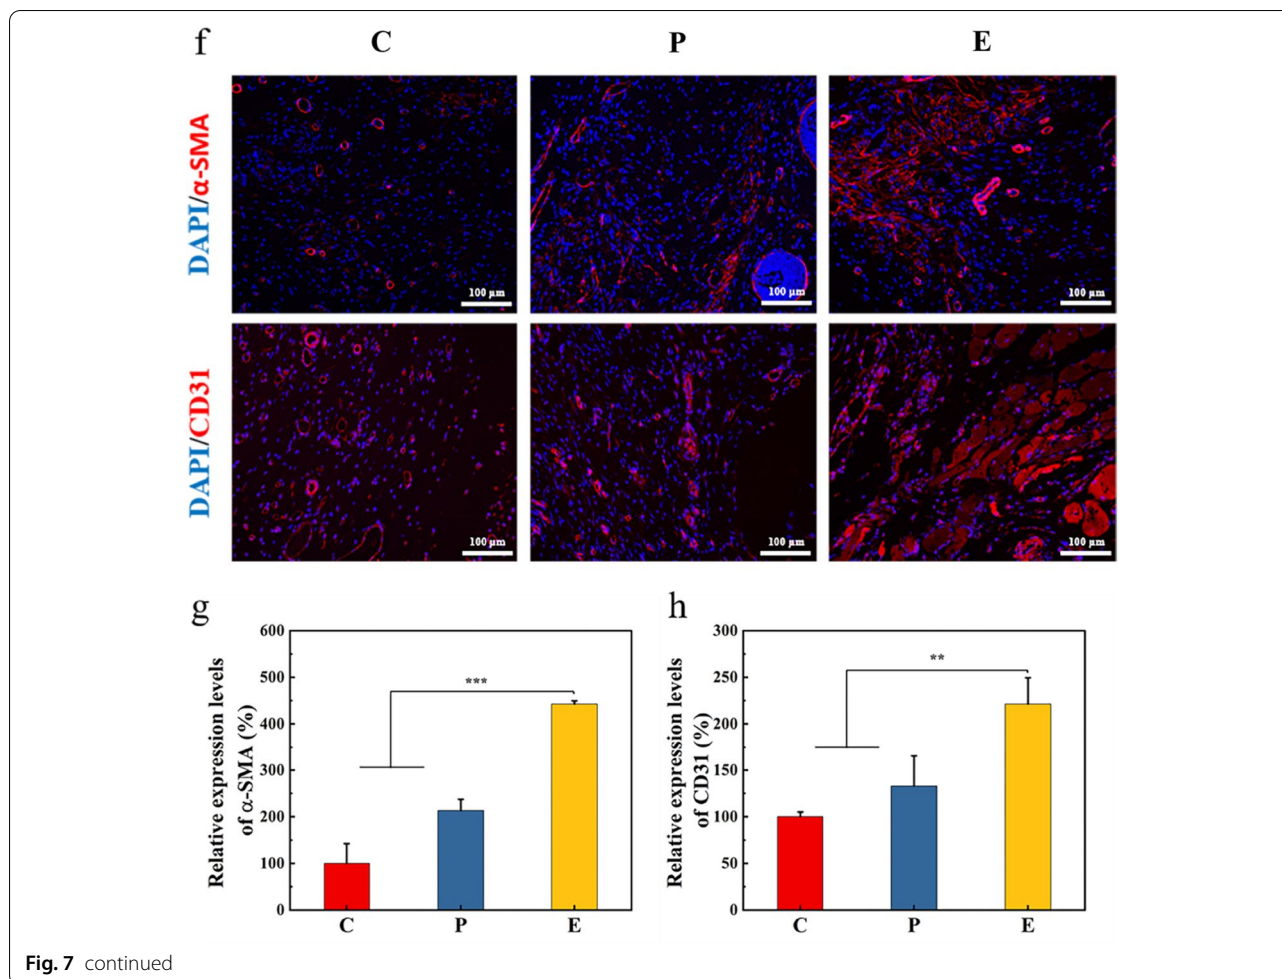 f
C P E
DAPI/α-SMA
100 µm 100 µm 100 µm
DAPI/CD31
100 µm 100 µm 100 µm
g
Relative expression levels
of α-SMA (%)
600
500
400
300
200
100
0
***
C P E
h
Relative expression levels
of CD31 (%)
300
250
200
150
100
50
0
**
C P E
Fig. 7 continued